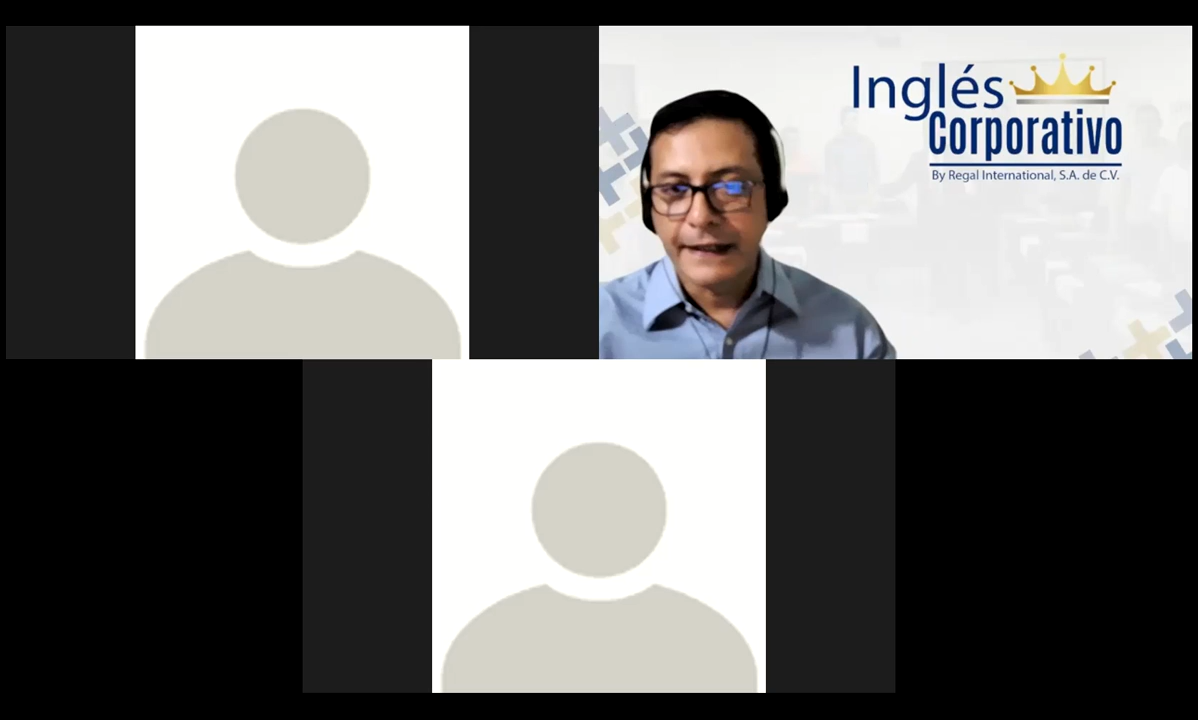 Inglés
Corporativo
By Regal International, S.A. de C.V.